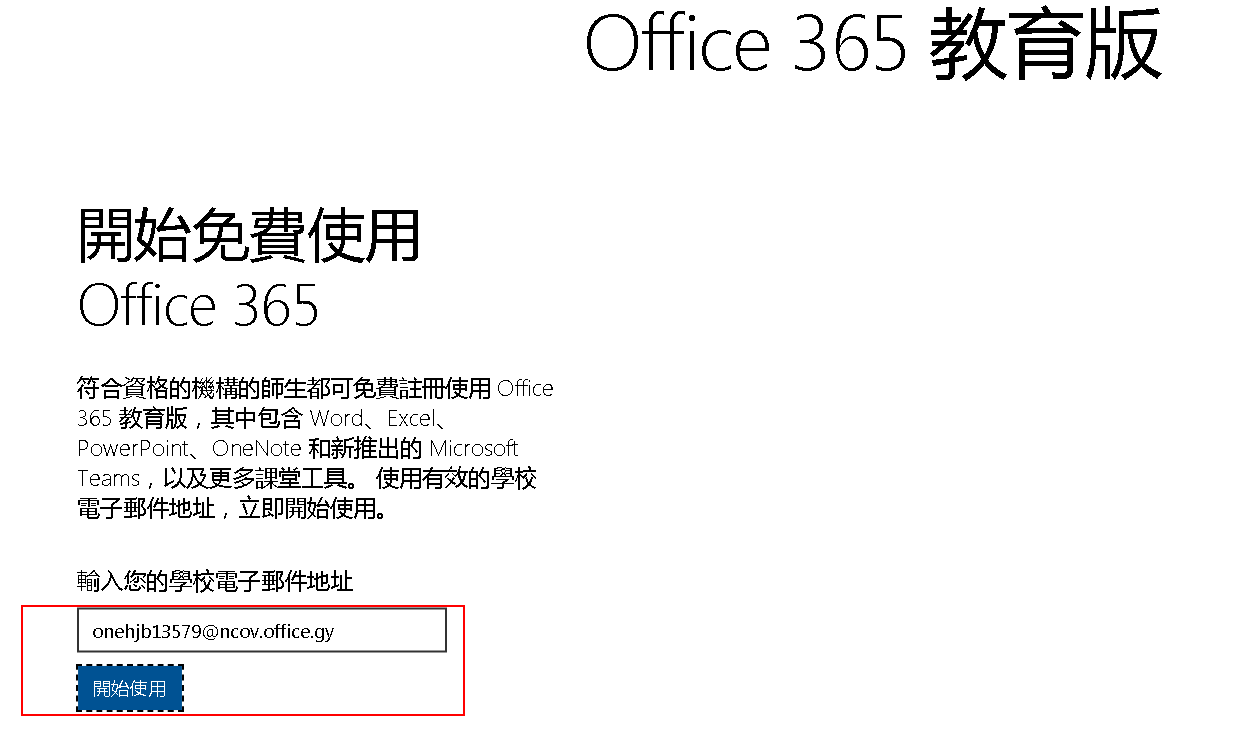 Office 365 教育版
開始免費使用
Office 365
符合資格的機構的師生都可免費註冊使用 Office
365 教育版，其中包含 Word、Excel、
PowerPoint、OneNote 和新推出的 Microsoft
Teams，以及更多課堂工具。 使用有效的學校
電子郵件地址，立即開始使用。
輸入您的學校電子郵件地址
onehjb13579@ncov.office.gy
開始使用